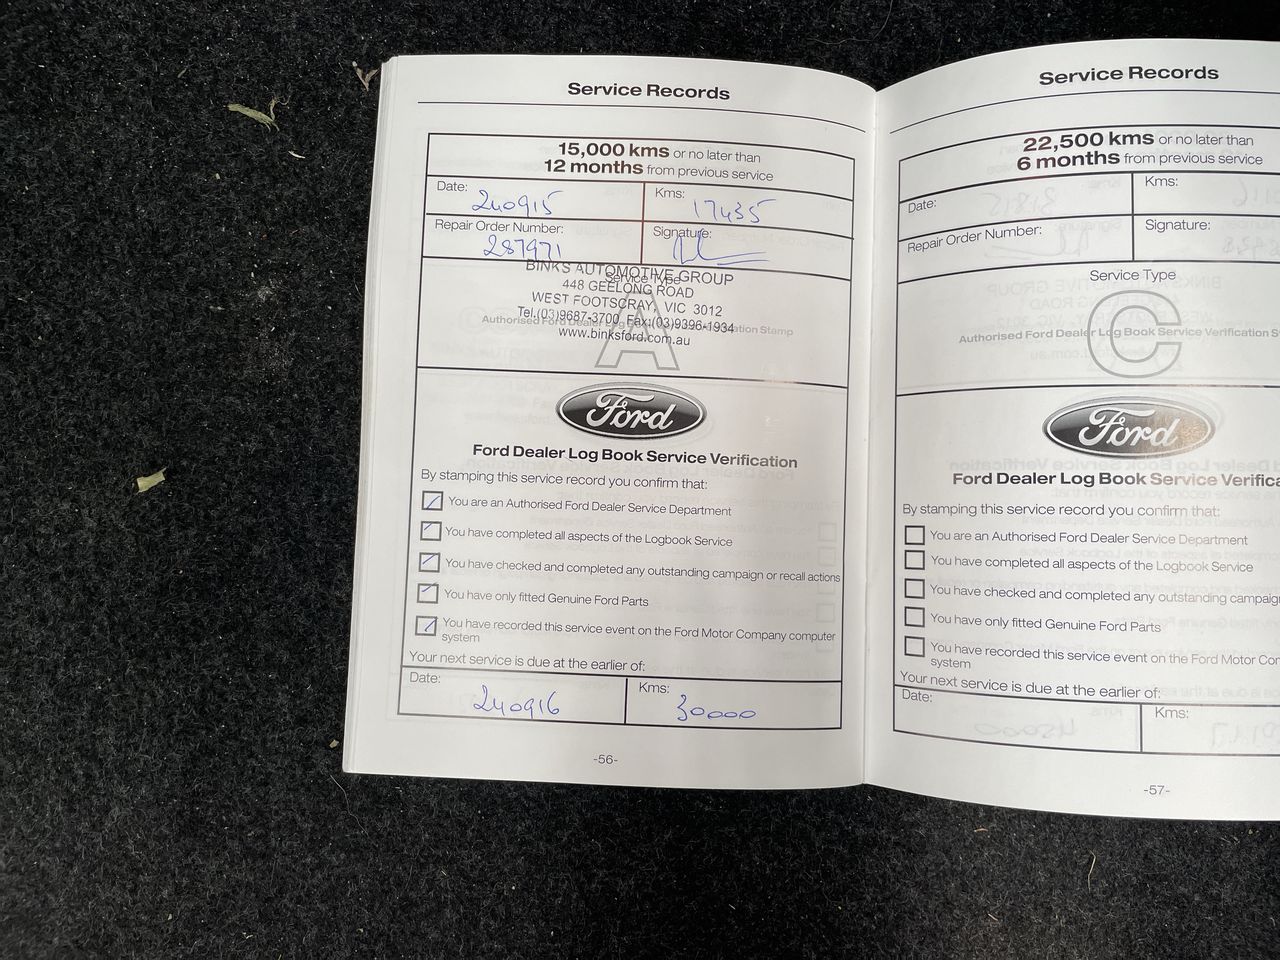 Service Records
15,000 kms or no later than
12 months from previous service
Date: 240915
Kms: 17435
Repair Order Number: 287971
Signature:
Service Type
A
BINKS AUTOMOTIVE GROUP
448 GEELONG ROAD
WEST FOOTSCRAY, VIC 3012
Tel.(03)9687-3700 Fax:(03)9396-1934
www.binksford.com.au
Authorised Ford Dealer Log ation Stamp
Ford
Ford Dealer Log Book Service Verification
By stamping this service record you confirm that:
You are an Authorised Ford Dealer Service Department
You have completed all aspects of the Logbook Service
You have checked and completed any outstanding campaign or recall actions
You have only fitted Genuine Ford Parts
You have recorded this service event on the Ford Motor Company computer
system
Your next service is due at the earlier of:
Date: 240916
Kms: 30000
-56-
Service Records
22,500 kms or no later than
6 months from previous service
Date:
Kms:
Repair Order Number:
Signature:
Service Type
C
Authorised Ford Dealer Log Book Service Verification S
Ford
Ford Dealer Log Book Service Verifica
By stamping this service record you confirm that:
You are an Authorised Ford Dealer Service Department
You have completed all aspects of the Logbook Service
You have checked and completed any outstanding campaign
You have only fitted Genuine Ford Parts
You have recorded this service event on the Ford Motor Com
system
Your next service is due at the earlier of:
Date:
Kms:
-57-